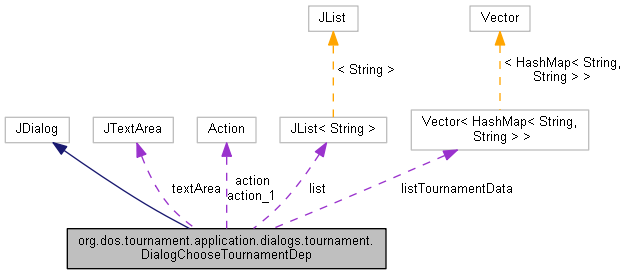 JList
Vector
< String >
< HashMap< String,
String > >
JDialog
JTextArea
Action
JList< String >
Vector< HashMap< String,
String > >
textArea
action
action_1
list
listTournamentData
org.dos.tournament.application.dialogs.tournament.
DialogChooseTournamentDep